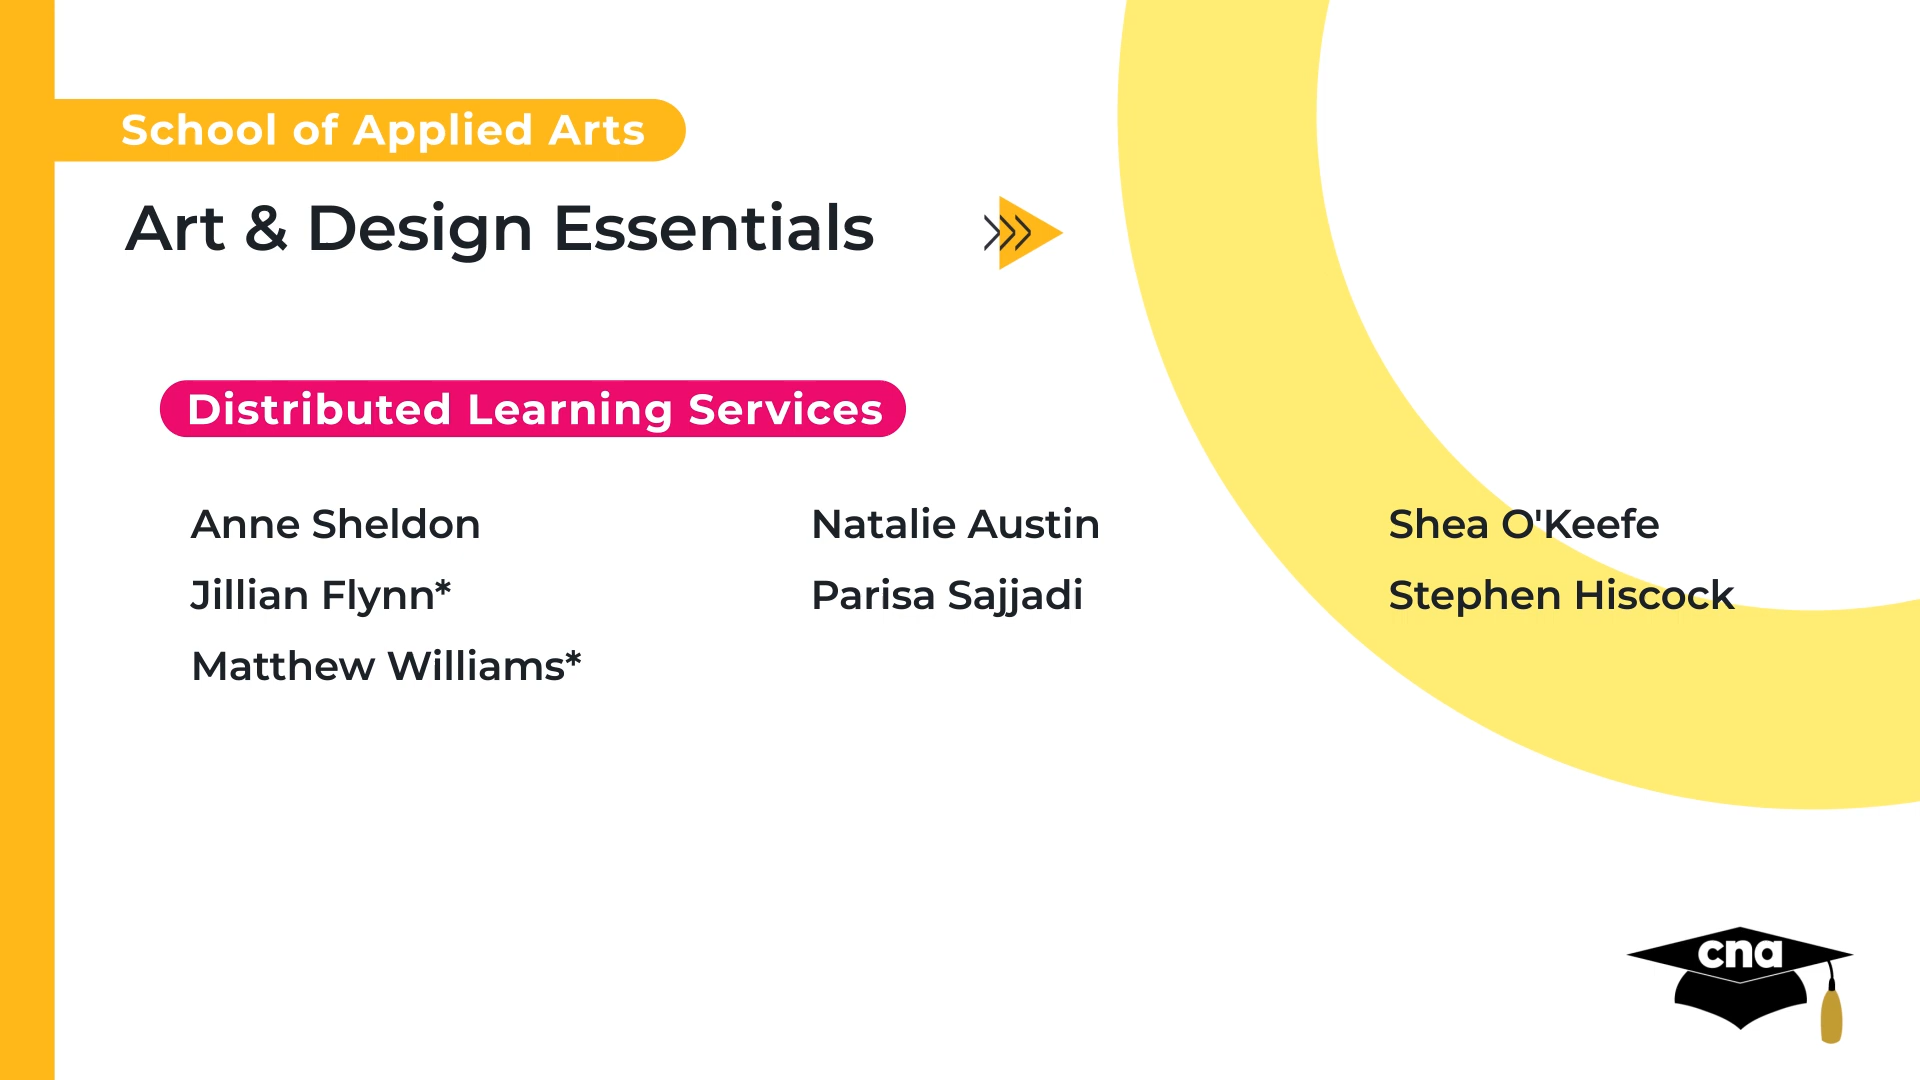 School of Applied Arts
Art & Design Essentials
Distributed Learning Services
Anne Sheldon
Jillian Flynn*
Matthew Williams*
Natalie Austin
Parisa Sajjadi
Shea O'Keefe
Stephen Hiscock
cna